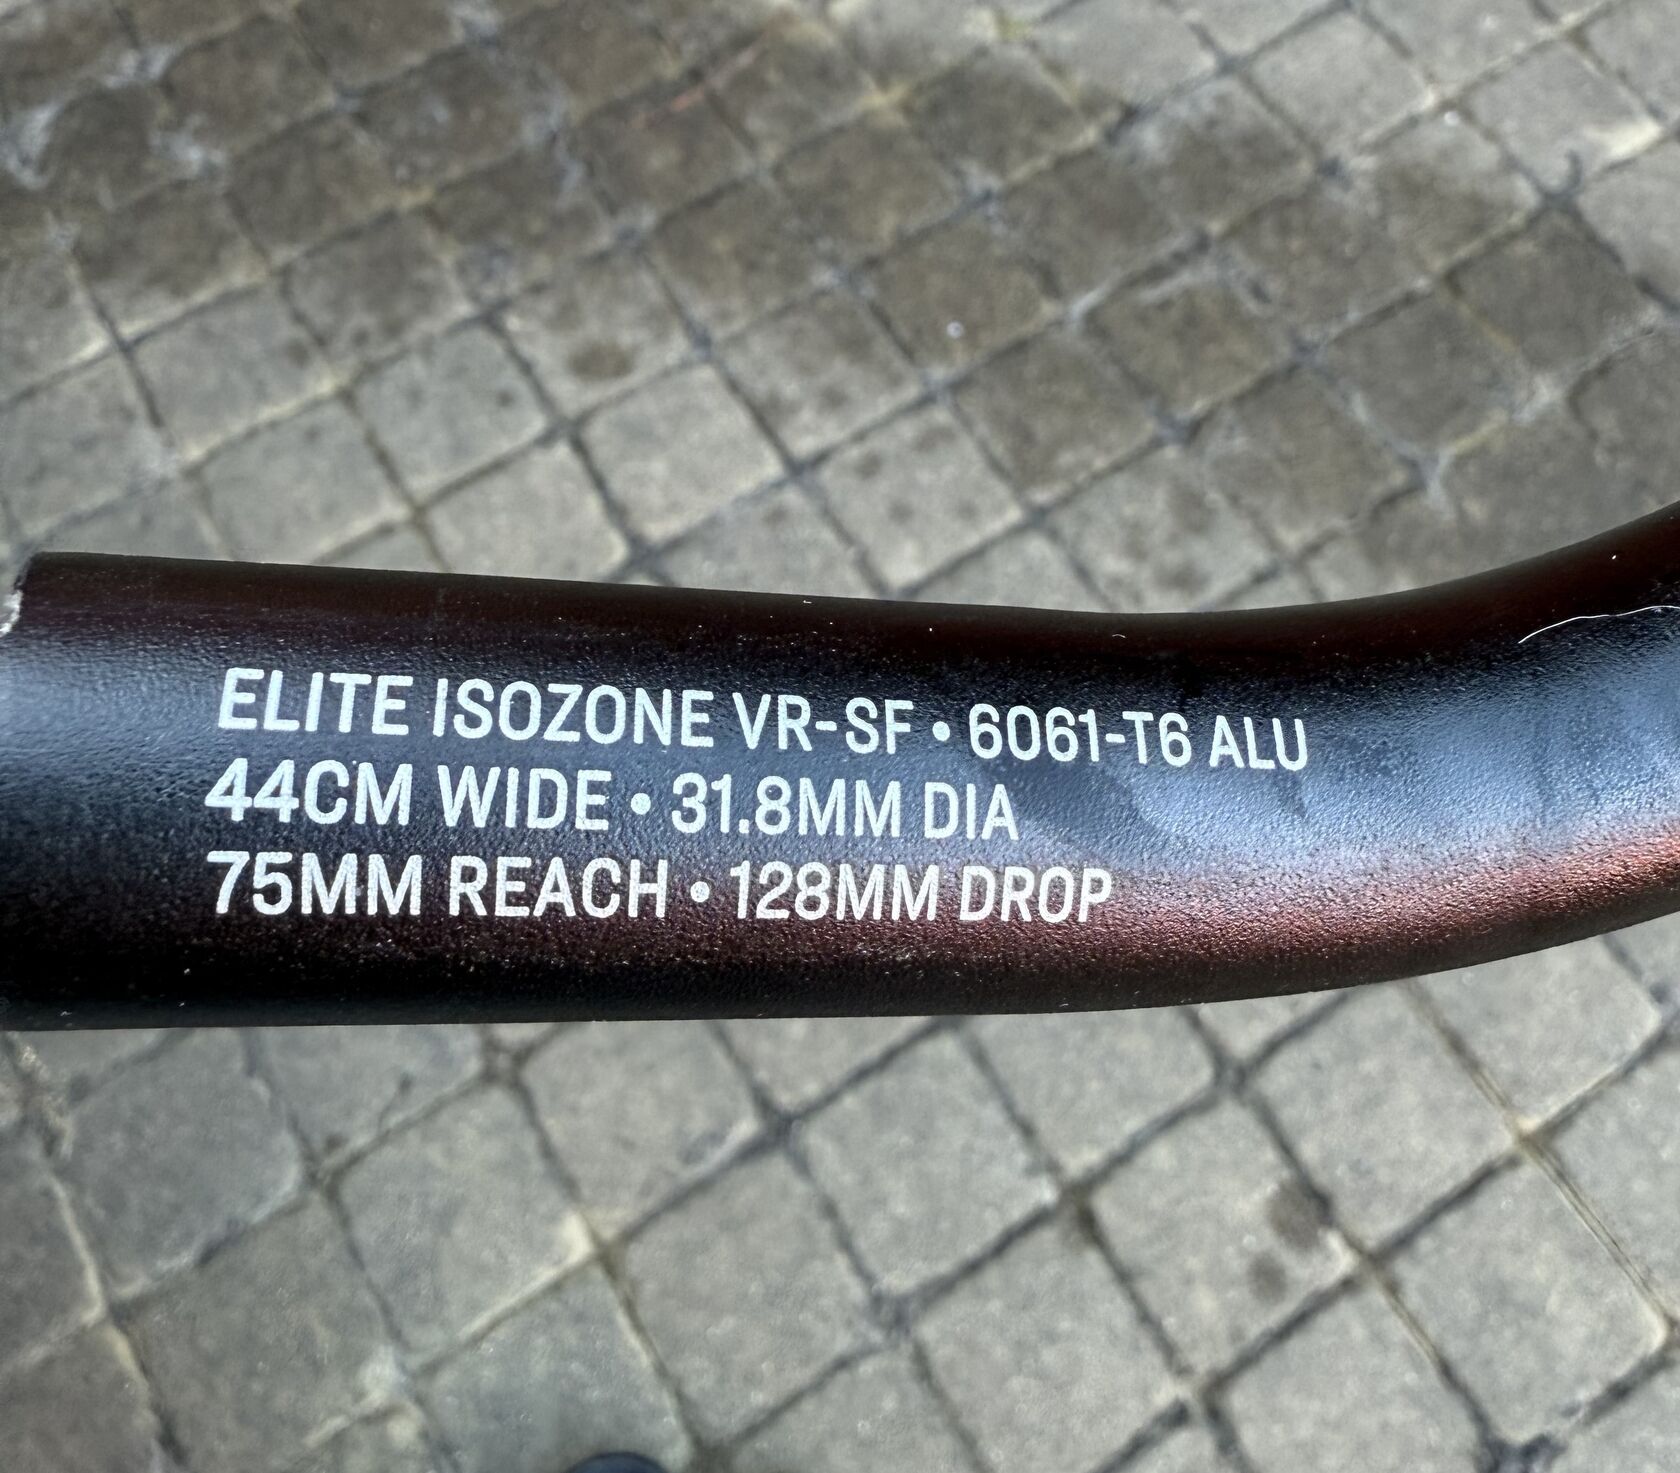 ELITE ISOZONE VR-SF • 6061-T6 ALU
44CM WIDE • 31.8MM DIA
75MM REACH • 128MM DROP